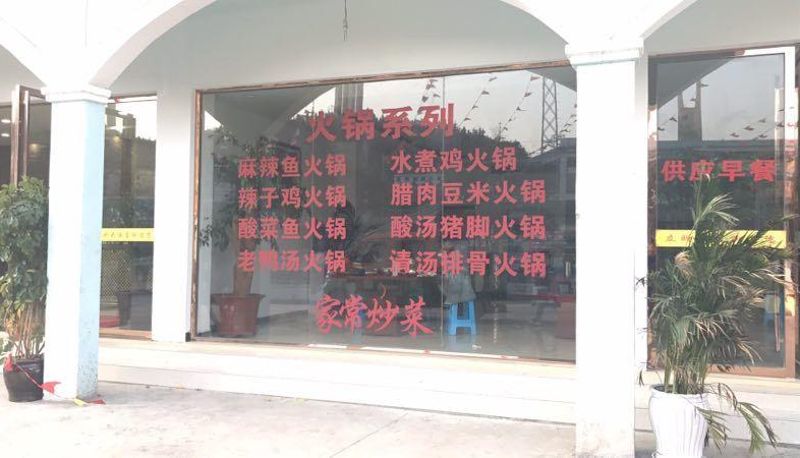 火锅系列
麻辣鱼火锅 水煮鸡火锅
辣子鸡火锅 腊肉豆米火锅
酸菜鱼火锅 酸汤猪脚火锅
老鸭汤火锅 清汤排骨火锅
家常炒菜
供应早餐